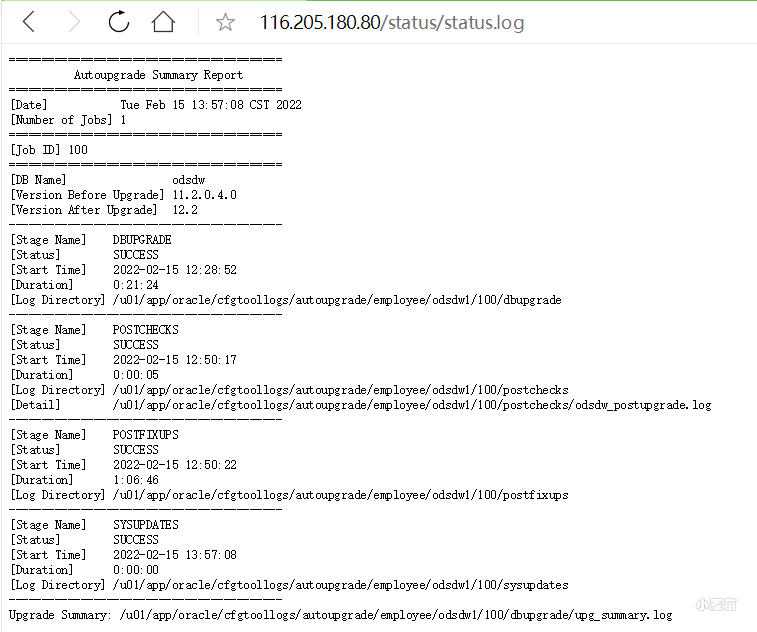 116.205.180.80/status/status.log
==================================
Autoupgrade Summary Report
==================================
[Date] Tue Feb 15 13:57:08 CST 2022
[Number of Jobs] 1
==================================
[Job ID] 100
==================================
[DB Name] odsdw
[Version Before Upgrade] 11.2.0.4.0
[Version After Upgrade] 12.2
----------------------------------
[Stage Name] DBUPGRADE
[Status] SUCCESS
[Start Time] 2022-02-15 12:28:52
[Duration] 0:21:24
[Log Directory] /u01/app/oracle/cfgtoollogs/autoupgrade/employee/odsdw1/100/dbupgrade
----------------------------------
[Stage Name] POSTCHECKS
[Status] SUCCESS
[Start Time] 2022-02-15 12:50:17
[Duration] 0:00:05
[Log Directory] /u01/app/oracle/cfgtoollogs/autoupgrade/employee/odsdw1/100/postchecks
[Detail] /u01/app/oracle/cfgtoollogs/autoupgrade/employee/odsdw1/100/postchecks/odsdw_postupgrade.log
----------------------------------
[Stage Name] POSTFIXUPS
[Status] SUCCESS
[Start Time] 2022-02-15 12:50:22
[Duration] 1:06:46
[Log Directory] /u01/app/oracle/cfgtoollogs/autoupgrade/employee/odsdw1/100/postfixups
----------------------------------
[Stage Name] SYSUPDATES
[Status] SUCCESS
[Start Time] 2022-02-15 13:57:08
[Duration] 0:00:00
[Log Directory] /u01/app/oracle/cfgtoollogs/autoupgrade/employee/odsdw1/100/sysupdates
----------------------------------
Upgrade Summary: /u01/app/oracle/cfgtoollogs/autoupgrade/employee/odsdw1/100/dbupgrade/upg_summary.log